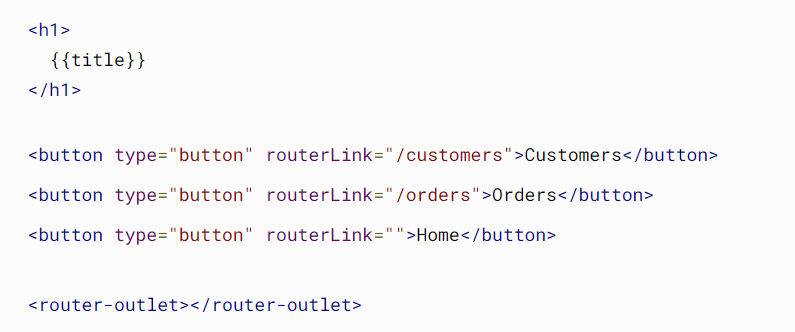 <h1>
{{title}}
</h1>
<button type="button" routerLink="/customers">Customers</button>
<button type="button" routerLink="/orders">Orders</button>
<button type="button" routerLink="">Home</button>
<router-outlet></router-outlet>